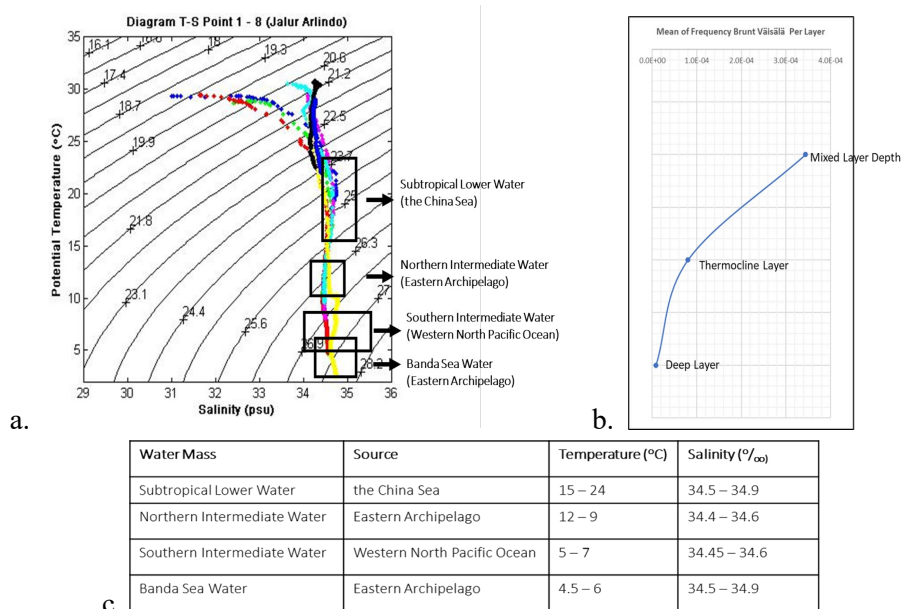 Diagram T-S Point 1 - 8 (Jalur Arlindo)
Potential Temperature (°C)
35
30
25
20
15
10
5
16.1
18
19.3
20.6
21.2
17.4
18.7
22.5
19.9
23.7
25
21.8
26.3
23.1
27
24.4
25.6
26.9
28.2
29 30 31 32 33 34 35 36
Salinity (psu)
Subtropical Lower Water
(the China Sea)
Northern Intermediate Water
(Eastern Archipelago)
Southern Intermediate Water
(Western North Pacific Ocean)
Banda Sea Water
(Eastern Archipelago)
a.
Mean of Frequency Brunt Väisälä Per Layer
0.0E+00 1.0E-04 2.0E-04 3.0E-04 4.0E-04
Mixed Layer Depth
Thermocline Layer
Deep Layer
b.
Water Mass Source Temperature (°C) Salinity (°/∞)
Subtropical Lower Water the China Sea 15 – 24 34.5 – 34.9
Northern Intermediate Water Eastern Archipelago 12 – 9 34.4 – 34.6
Southern Intermediate Water Western North Pacific Ocean 5 – 7 34.45 – 34.6
Banda Sea Water Eastern Archipelago 4.5 – 6 34.5 – 34.9
c.